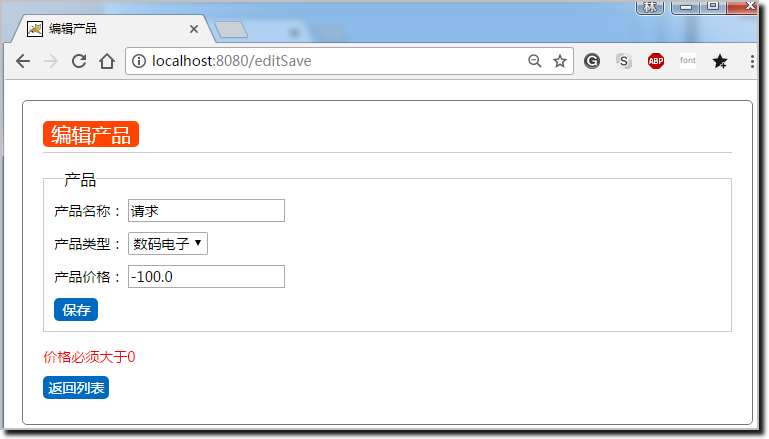 林
编辑产品
localhost:8080/editSave
G
S
ABP
font
编辑产品
产品
产品名称： 请求
产品类型： 数码电子
产品价格： -100.0
保存
价格必须大于0
返回列表